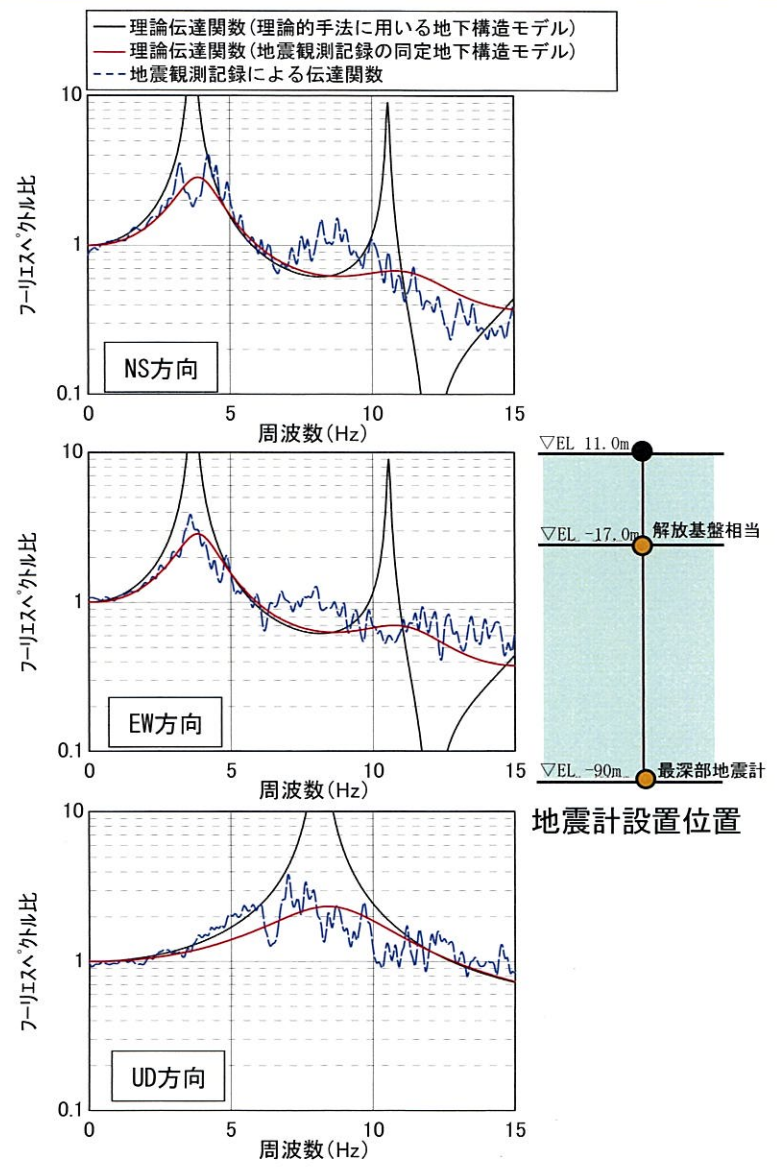 理論伝達関数(理論的手法に用いる地下構造モデル)
理論伝達関数(地震観測記録の同定地下構造モデル)
地震観測記録による伝達関数
10
1
0.1
フーリエスペクトル比
NS方向
0
5
10
15
周波数(Hz)
10
1
0.1
フーリエスペクトル比
EW方向
0
5
10
15
周波数(Hz)
▽EL 11.0m
▽EL -17.0m
解放基盤相当
▽EL -90m
最深部地震計
地震計設置位置
10
1
0.1
フーリエスペクトル比
UD方向
0
5
10
15
周波数(Hz)